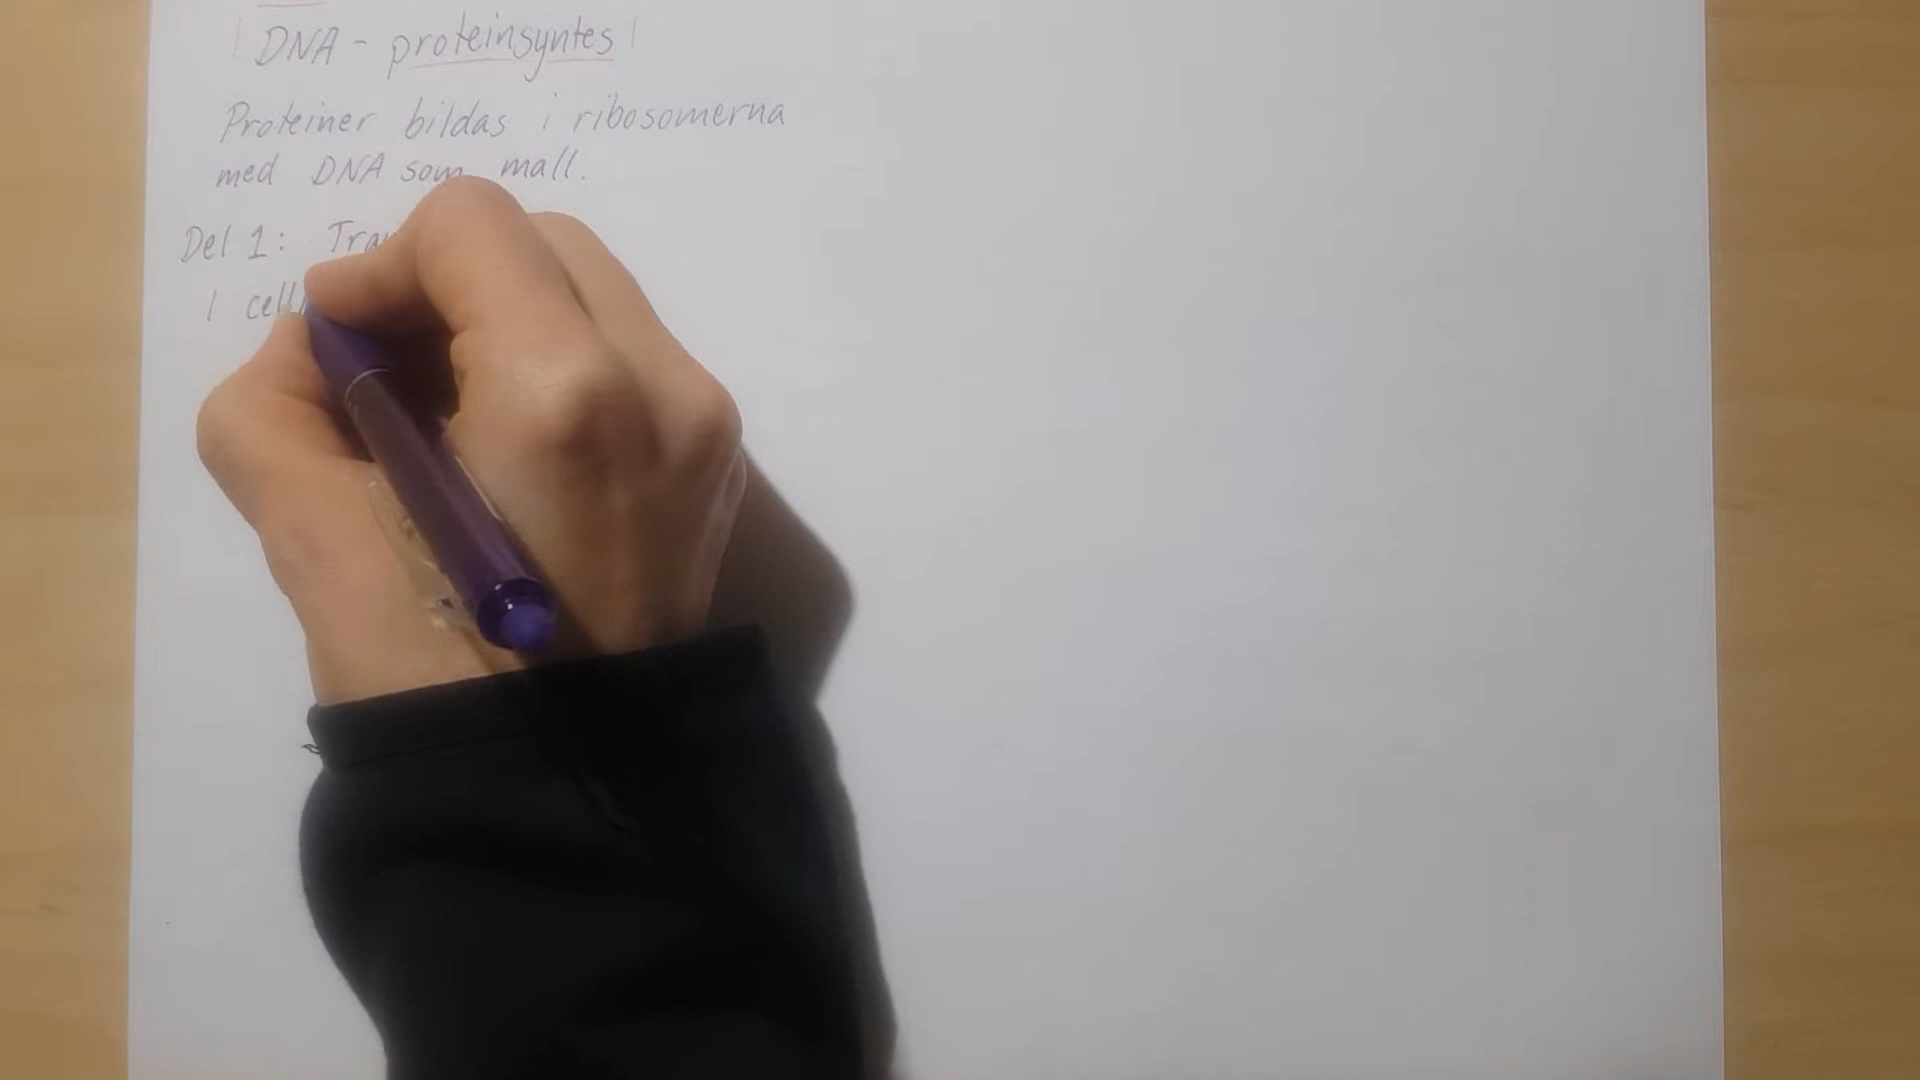 DNA - proteinsyntes
Proteiner bildas i ribosomerna
med DNA som mall.
Del 1:
I